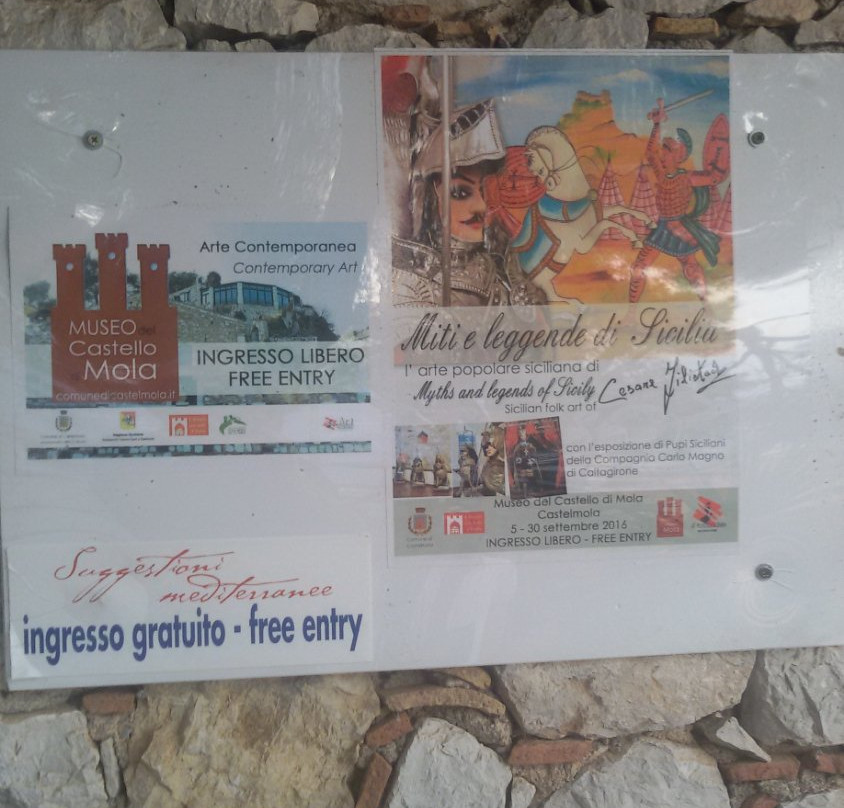 Arte Contemporanea
Contemporary Art
MUSEO del
Castello
Mola
comunedicastelmola.it
INGRESSO LIBERO
FREE ENTRY
Suggestioni
mediterranee
ingresso gratuito - free entry
Miti e leggende di Sicilia
l' arte popolare siciliana di
Myths and legends of Sicily
Cesare
Sicilian folk art of
con l'esposizione di Pupi Siciliani
della Compagnia Carlo Magno
di Caltagirone
Museo del Castello di Mola
Castelmola
5 - 30 settembre 2015
INGRESSO LIBERO - FREE ENTRY